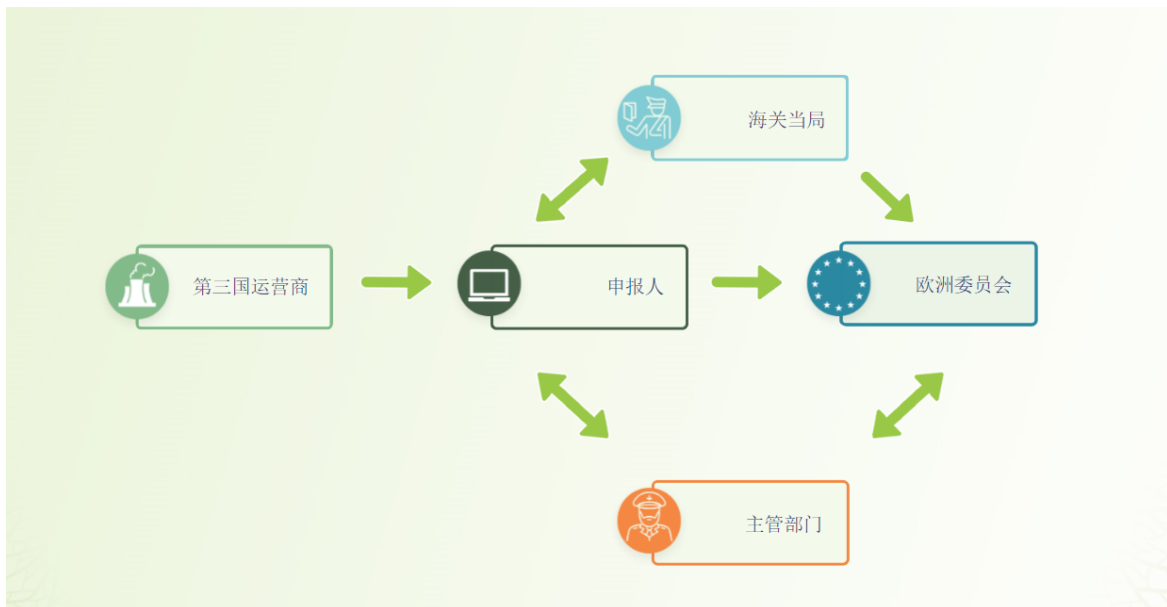 海关当局
第三国运营商
申报人
欧洲委员会
主管部门